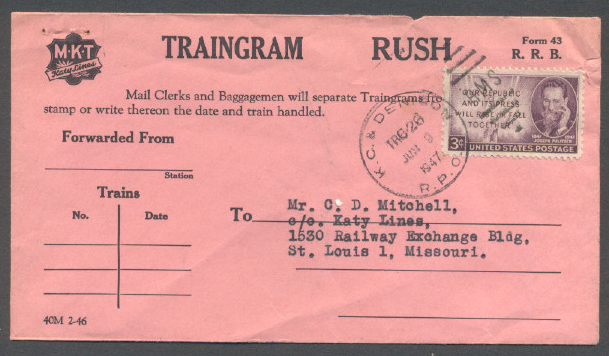 M-K-T
Katy Lines
TRAINGRAM RUSH
Form 43
R. R. B.
Mail Clerks and Baggagemen will separate Traingrams fro
stamp or write thereon the date and train handled.
Forwarded From
Station
Trains
No. Date
To
Mr. C. D. Mitchell,
c/o. Katy Lines,
1530 Railway Exchange Bldg,
St. Louis 1, Missouri.
40M 2-46
K.C. & DENISON
TR 26
JUN 9
1947
R.P.O.
"OUR REPUBLIC
AND ITS PRESS
WILL RISE OR FALL
TOGETHER"
1847 1947
JOSEPH PULITZER
3¢ UNITED STATES POSTAGE